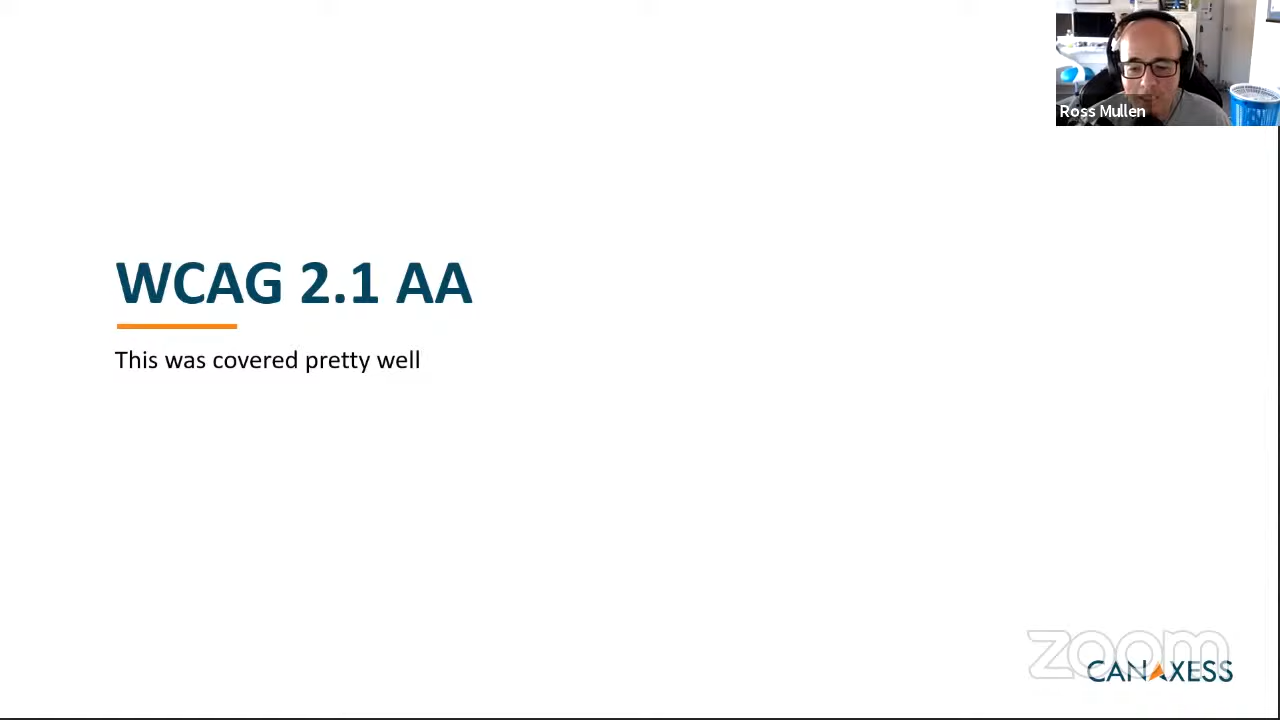 Ross Mullen
WCAG 2.1 AA
This was covered pretty well
zoom
CANAXESS